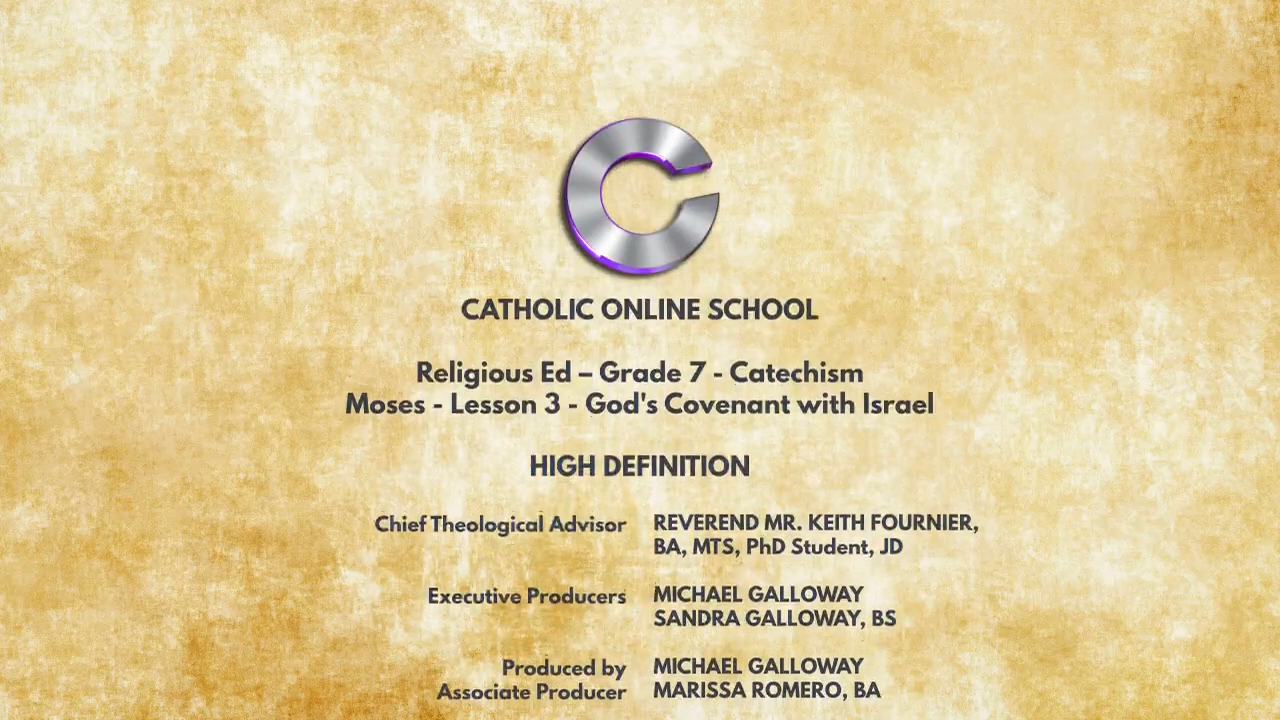 CATHOLIC ONLINE SCHOOL
Religious Ed – Grade 7 - Catechism
Moses - Lesson 3 - God's Covenant with Israel
HIGH DEFINITION
Chief Theological Advisor REVEREND MR. KEITH FOURNIER,
BA, MTS, PhD Student, JD
Executive Producers MICHAEL GALLOWAY
SANDRA GALLOWAY, BS
Produced by MICHAEL GALLOWAY
Associate Producer MARISSA ROMERO, BA